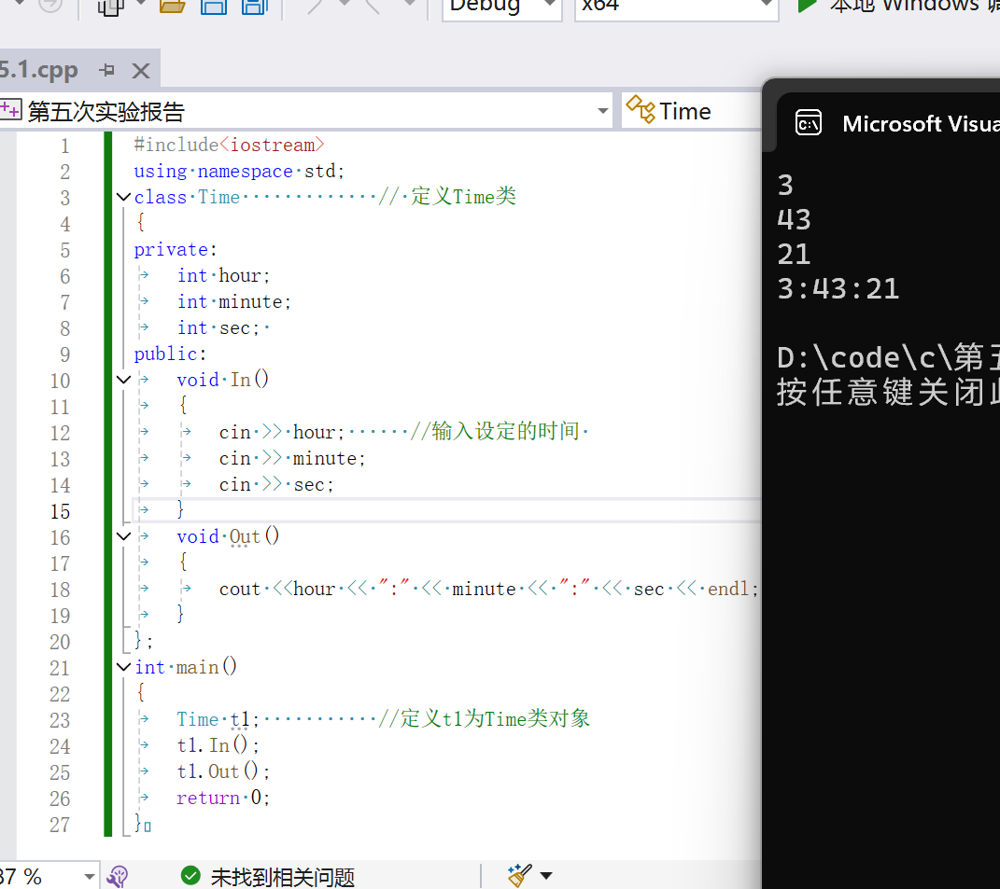 Debug x64 本地 Windows 调
5.1.cpp
第五次实验报告 Time
1 #include<iostream>
2 using namespace std;
3 class Time // 定义Time类
4 {
5 private:
6 int hour;
7 int minute;
8 int sec;
9 public:
10 void In()
11 {
12 cin >> hour; //输入设定的时间
13 cin >> minute;
14 cin >> sec;
15 }
16 void Out()
17 {
18 cout <<hour << ":" << minute << ":" << sec << endl;
19 }
20 };
21 int main()
22 {
23 Time t1; //定义t1为Time类对象
24 t1.In();
25 t1.Out();
26 return 0;
27 }
37 % 未找到相关问题
Microsoft Visua
3
43
21
3:43:21
D:\code\c\第五
按任意键关闭此